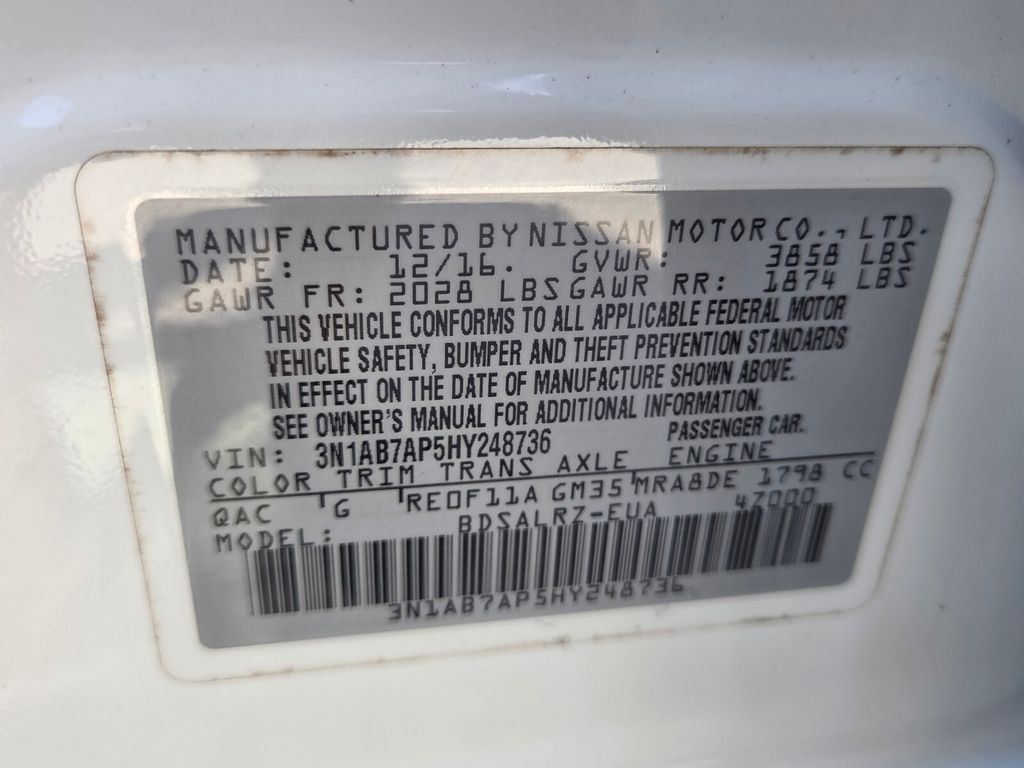 MANUFACTURED BY NISSAN MOTOR CO., LTD.
DATE: 12/16. GVWR: 3858 LBS
GAWR FR: 2028 LBS GAWR RR: 1874 LBS
THIS VEHICLE CONFORMS TO ALL APPLICABLE FEDERAL MOTOR
VEHICLE SAFETY, BUMPER AND THEFT PREVENTION STANDARDS
IN EFFECT ON THE DATE OF MANUFACTURE SHOWN ABOVE.
SEE OWNER'S MANUAL FOR ADDITIONAL INFORMATION.
VIN: 3N1AB7AP5HY248736 PASSENGER CAR.
COLOR TRIM TRANS AXLE ENGINE
QAC G RE0F11A GM35 MRA8DE 1798 CC
MODEL: BDSALRZ-EUA 4Z000
3N1AB7AP5HY248736